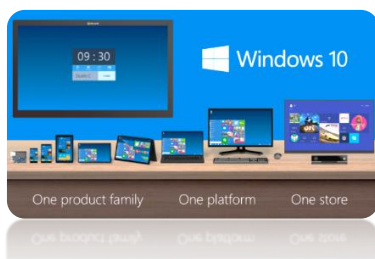 09 : 30
Windows 10
One product family
One platform
One store